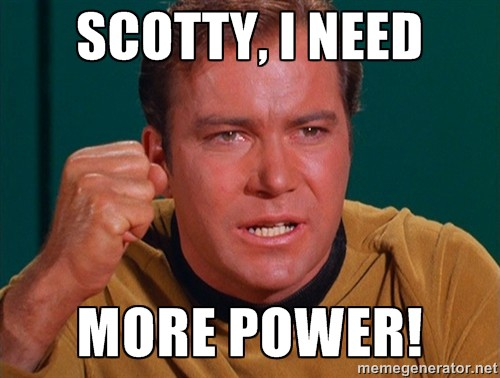 SCOTTY, I NEED
MORE POWER!
memegenerator.net